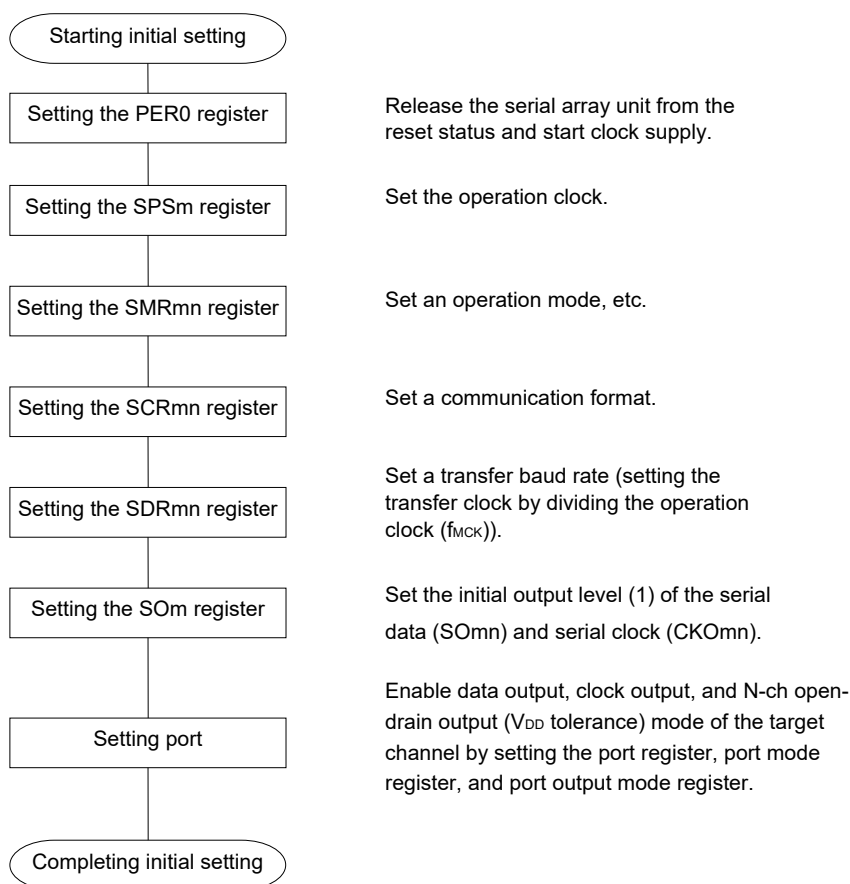 Starting initial setting
Setting the PER0 register
Release the serial array unit from the
reset status and start clock supply.
Setting the SPSm register
Set the operation clock.
Setting the SMRmn register
Set an operation mode, etc.
Setting the SCRmn register
Set a communication format.
Setting the SDRmn register
Set a transfer baud rate (setting the
transfer clock by dividing the operation
clock (fMCK)).
Setting the SOm register
Set the initial output level (1) of the serial
data (SOmn) and serial clock (CKOmn).
Setting port
Enable data output, clock output, and N-ch open-
drain output (VDD tolerance) mode of the target
channel by setting the port register, port mode
register, and port output mode register.
Completing initial setting